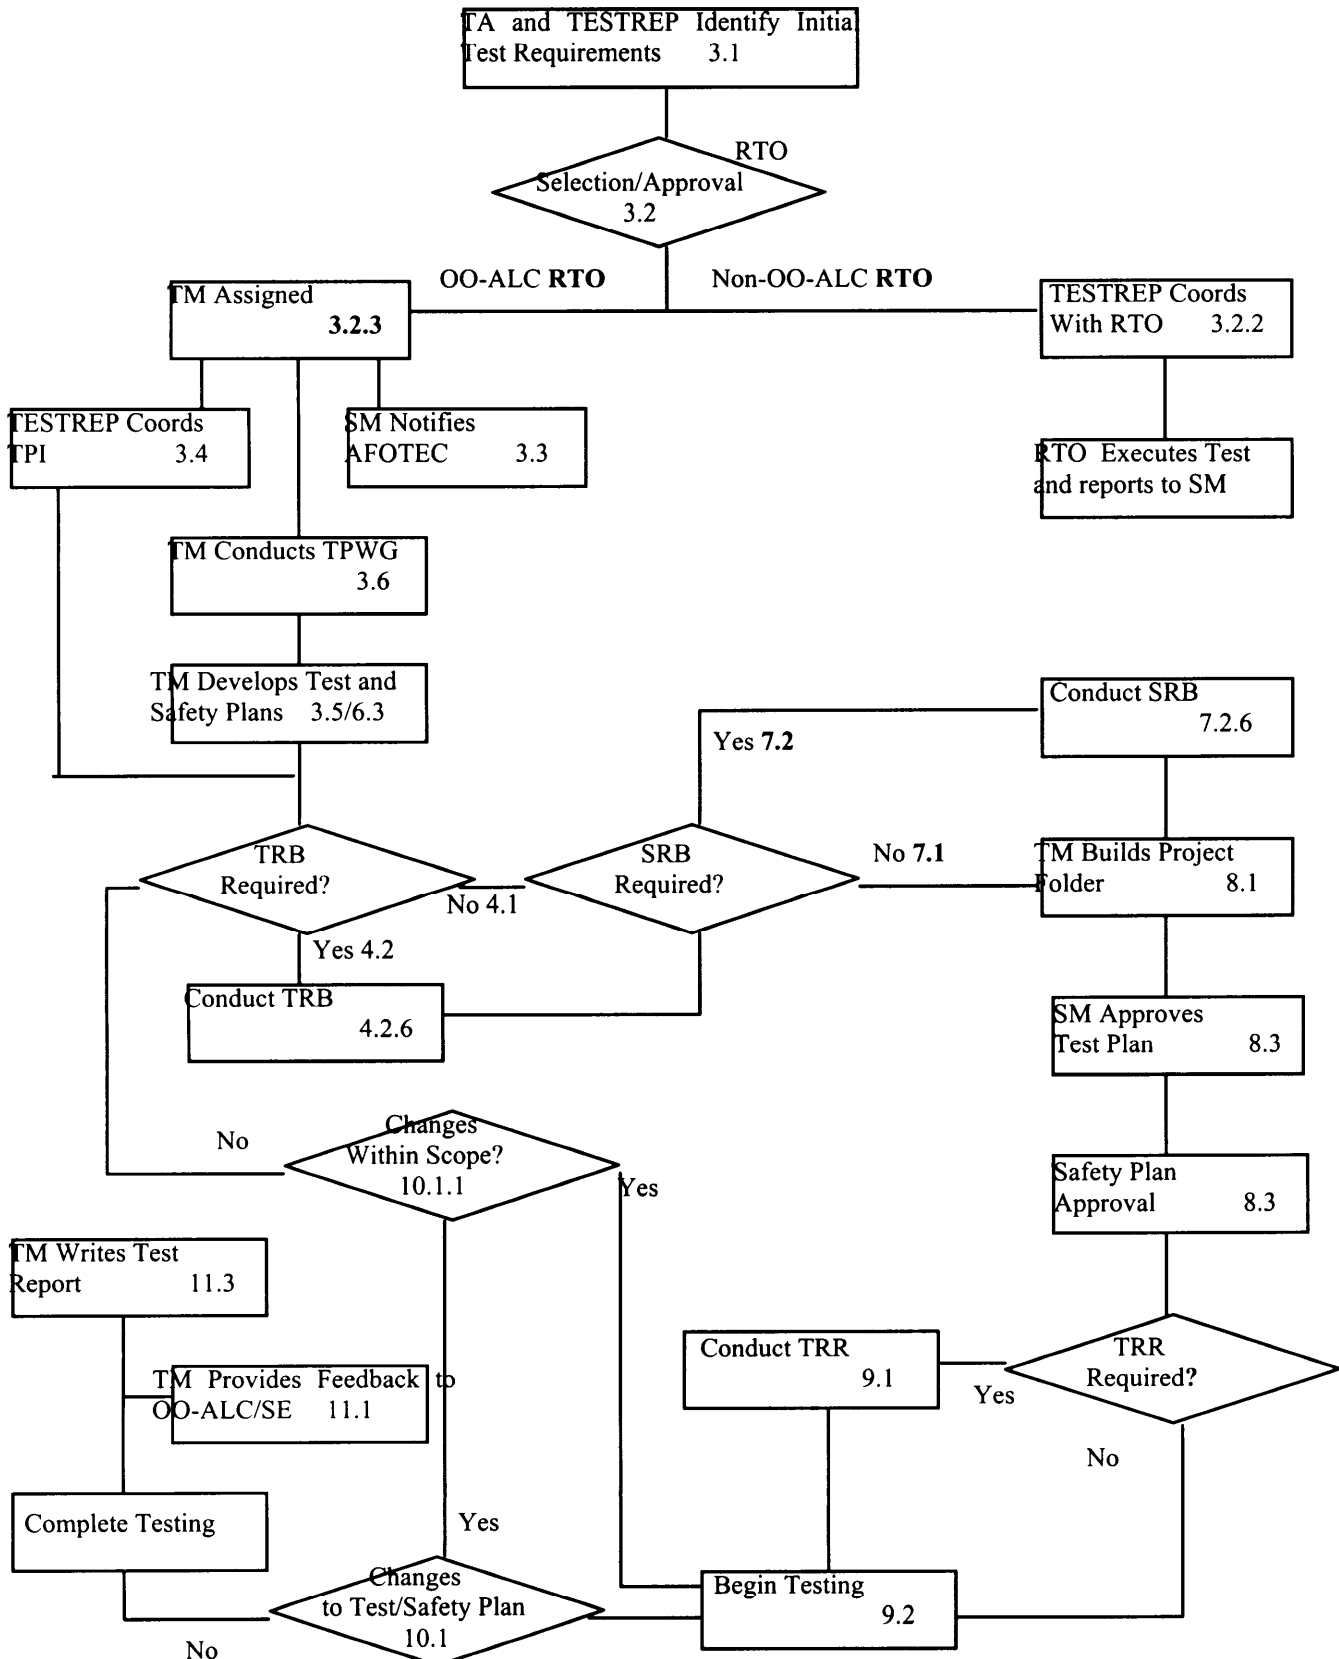 TA and TESTREP Identify Initial
Test Requirements 3.1
RTO
Selection/Approval
3.2
OO-ALC RTO
Non-OO-ALC RTO
TM Assigned
3.2.3
TESTREP Coords
With RTO 3.2.2
TESTREP Coords
TPI 3.4
SM Notifies
AFOTEC 3.3
RTO Executes Test
and reports to SM
TM Conducts TPWG
3.6
TM Develops Test and
Safety Plans 3.5/6.3
Conduct SRB
7.2.6
Yes 7.2
TRB
Required?
No 4.1
SRB
Required?
No 7.1
TM Builds Project
Folder 8.1
Yes 4.2
Conduct TRB
4.2.6
SM Approves
Test Plan 8.3
Changes
Within Scope?
10.1.1
No
Yes
Safety Plan
Approval 8.3
TM Writes Test
Report 11.3
Conduct TRR
9.1
Yes
TRR
Required?
No
TM Provides Feedback to
OO-ALC/SE 11.1
Complete Testing
Yes
Changes
to Test/Safety Plan
10.1
No
Begin Testing
9.2